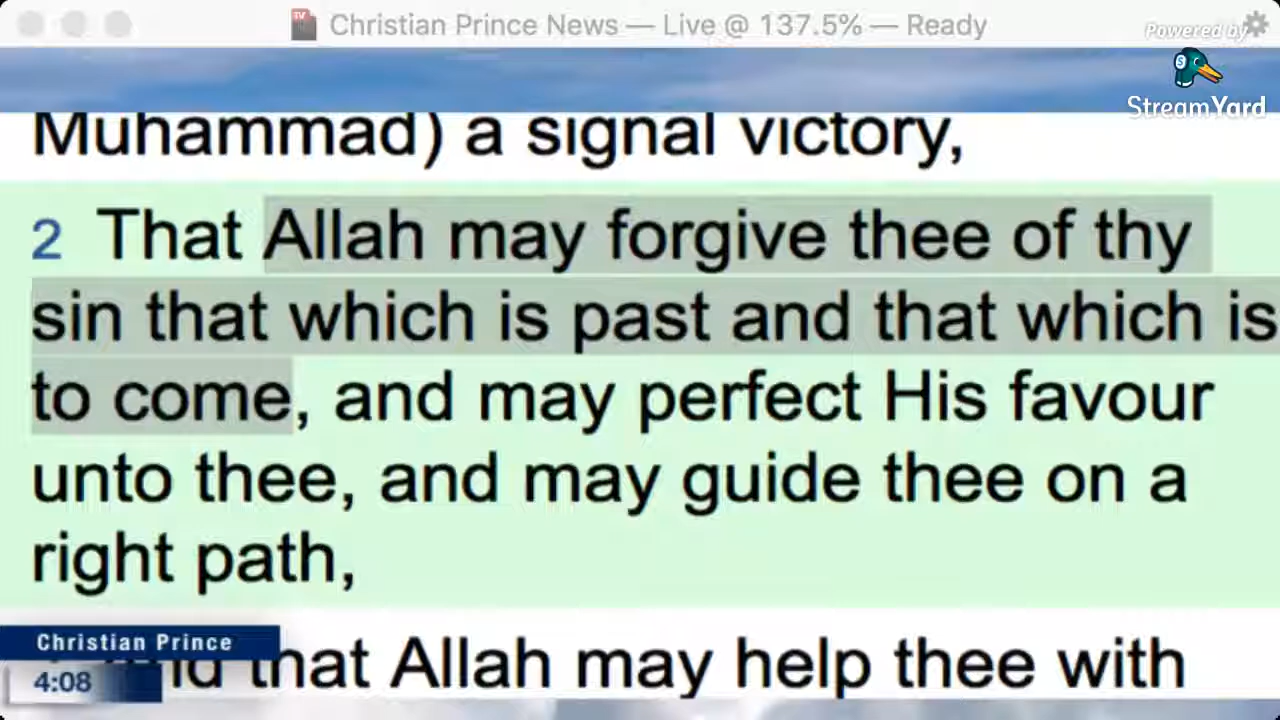 Christian Prince News — Live @ 137.5% — Ready
Powered by
StreamYard
Muhammad) a signal victory,
2 That Allah may forgive thee of thy
sin that which is past and that which is
to come, and may perfect His favour
unto thee, and may guide thee on a
right path,
Christian Prince
that Allah may help thee with
4:08